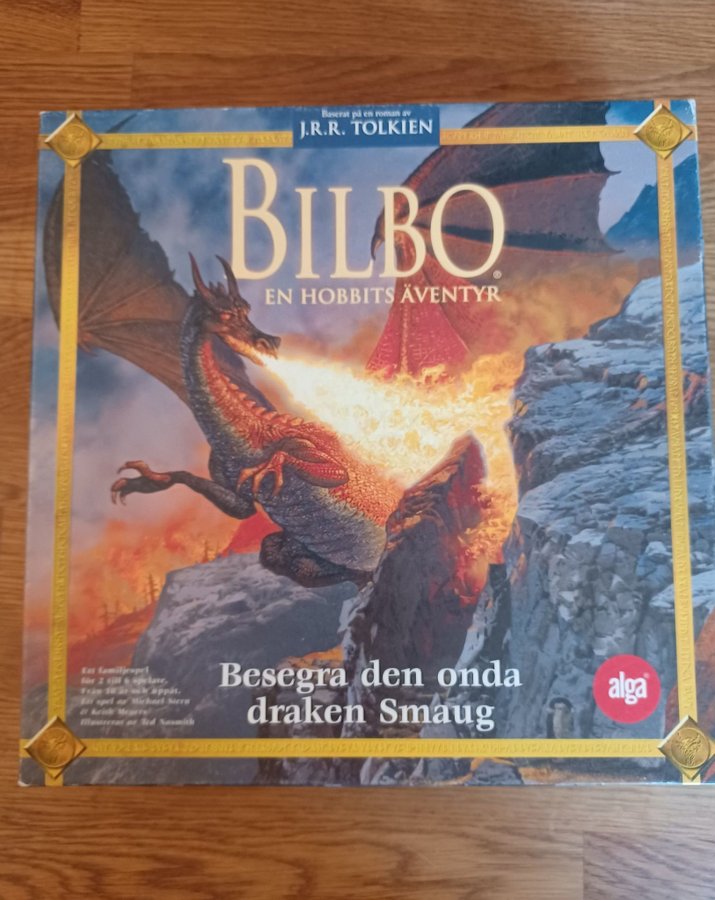 Baserat på en roman av
J.R.R. TOLKIEN
BILBO®
EN HOBBITS ÄVENTYR
Ett familjespel
för 2 till 6 spelare.
Från 10 år och uppåt.
Ett spel av Michael Stern
& Keith Meyers
Illustrerat av Ted Nasmith
Besegra den onda
draken Smaug
alga®